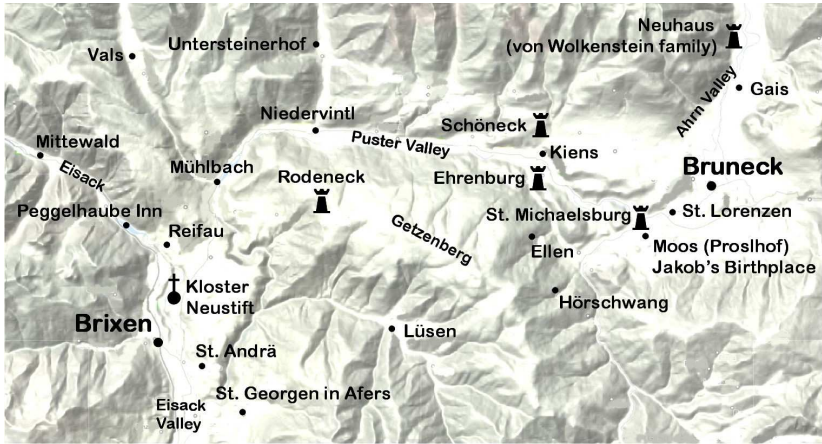 Neuhaus
(von Wolkenstein family)
Untersteinerhof
Vals
Ahrn Valley
Gais
Niedervintl
Schöneck
Mittewald
Puster Valley
Kiens
Eisack
Mühlbach
Rodeneck
Ehrenburg
Bruneck
Peggelhaube Inn
St. Michaelsburg
St. Lorenzen
Reifau
Getzenberg
Ellen
Moos (Proslhof)
Jakob's Birthplace
Kloster
Neustift
Hörschwang
Brixen
Lüsen
St. Andrä
St. Georgen in Afers
Eisack
Valley